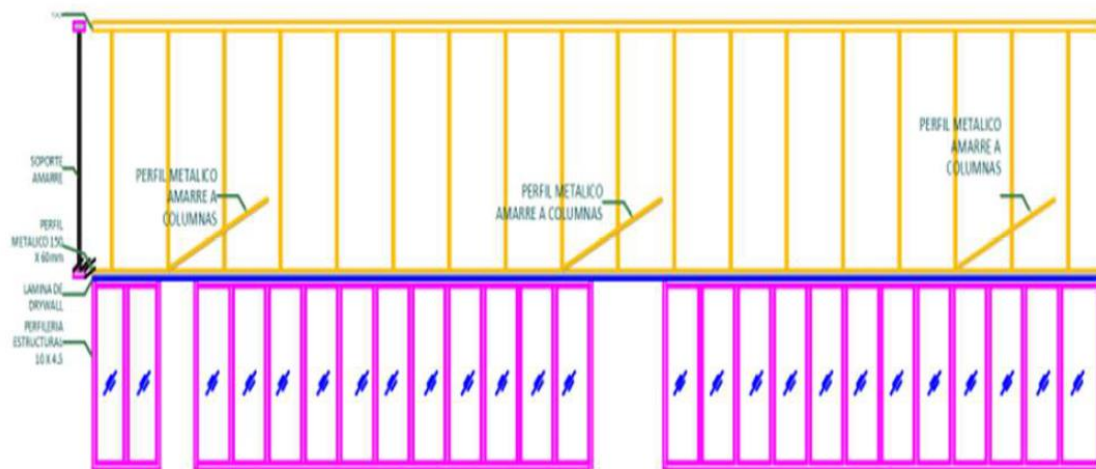 SOPORTE
AMARRE
PERFIL
METALICO 150
X 60mm
LAMINA DE
DRYWALL
PERFILERIA
ESTRUCTURAL
10 X 4.5
PERFIL METALICO
AMARRE A
COLUMNAS
PERFIL METALICO
AMARRE A COLUMNAS
PERFIL METALICO
AMARRE A
COLUMNAS